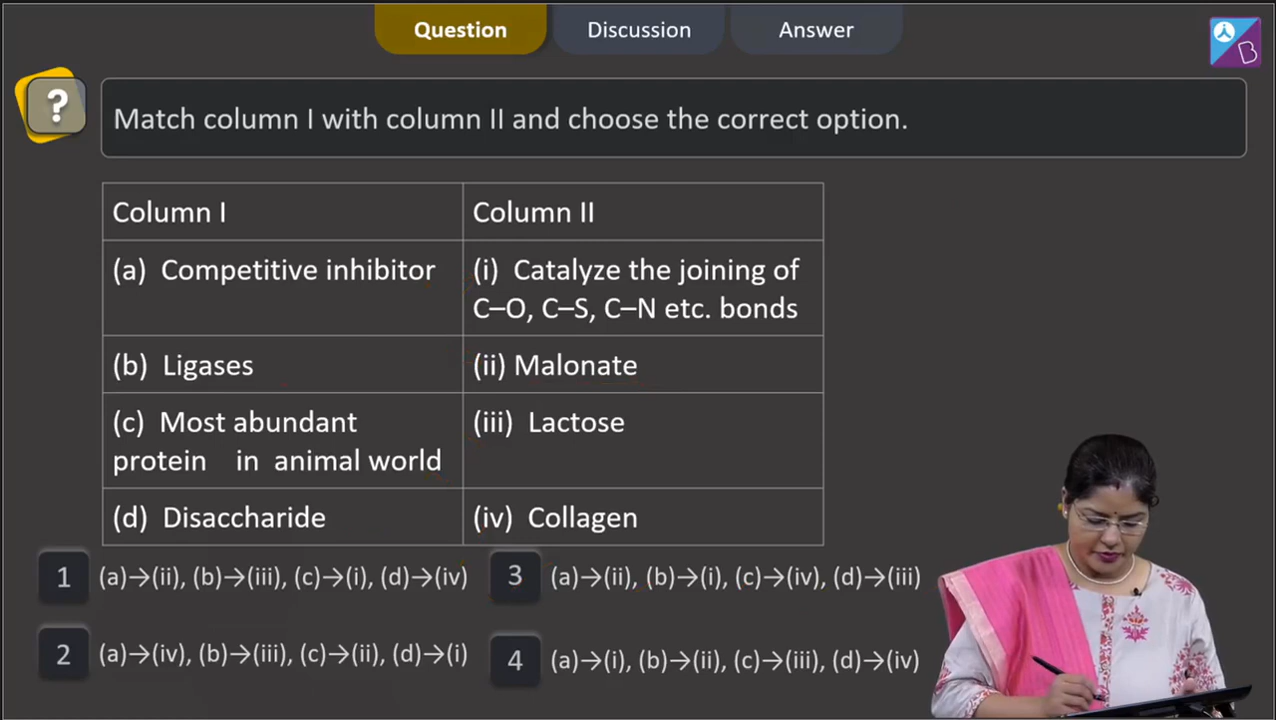 Question Discussion Answer
?
Match column I with column II and choose the correct option.
Column I Column II
(a) Competitive inhibitor (i) Catalyze the joining of
C–O, C–S, C–N etc. bonds
(b) Ligases (ii) Malonate
(c) Most abundant (iii) Lactose
protein in animal world
(d) Disaccharide (iv) Collagen
1 (a)→(ii), (b)→(iii), (c)→(i), (d)→(iv) 3 (a)→(ii), (b)→(i), (c)→(iv), (d)→(iii)
2 (a)→(iv), (b)→(iii), (c)→(ii), (d)→(i) 4 (a)→(i), (b)→(ii), (c)→(iii), (d)→(iv)